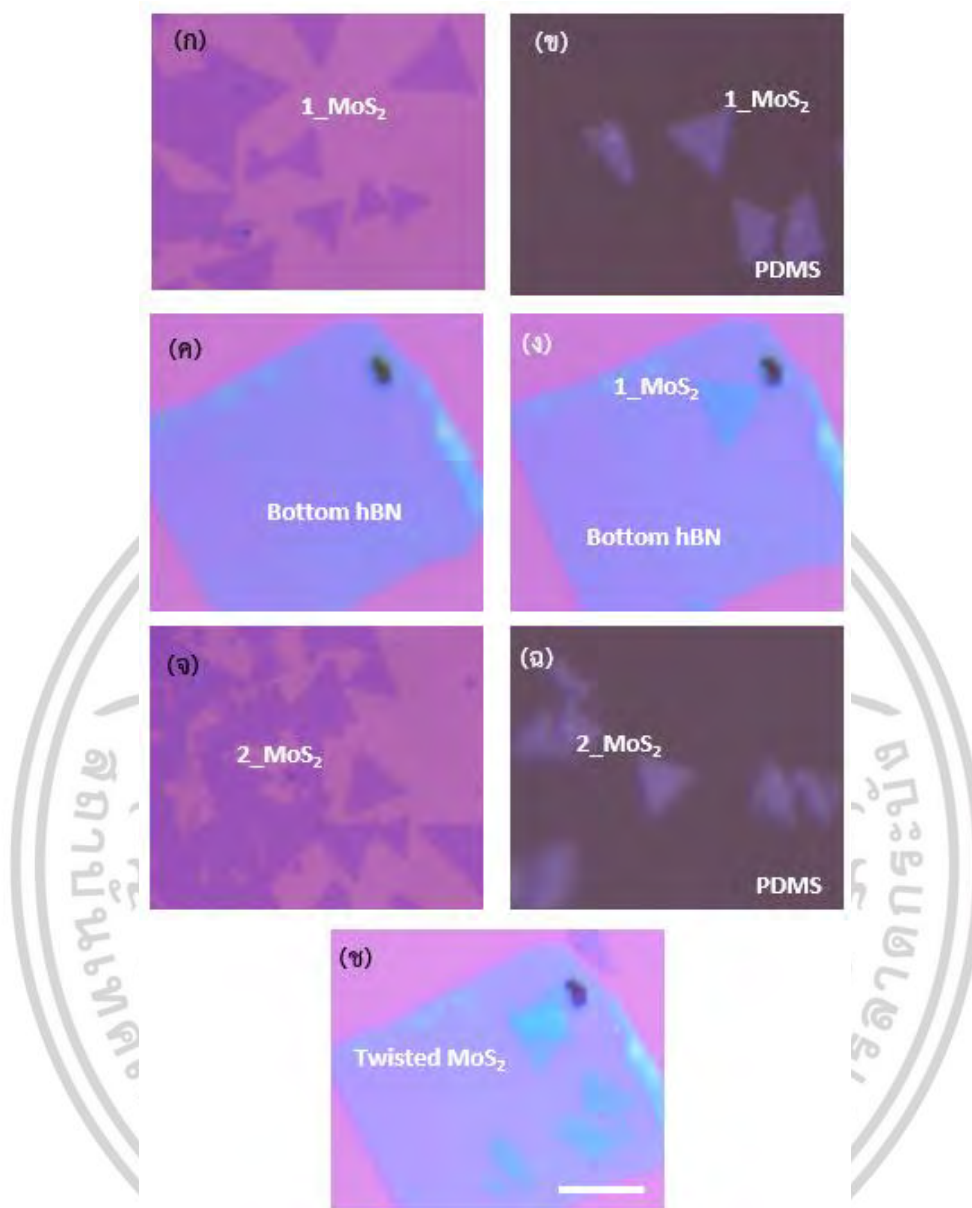 (ก)
1_MoS₂
(ข)
1_MoS₂
PDMS
(ค)
Bottom hBN
(ง)
1_MoS₂
Bottom hBN
(จ)
2_MoS₂
(ฉ)
2_MoS₂
PDMS
(ช)
Twisted MoS₂